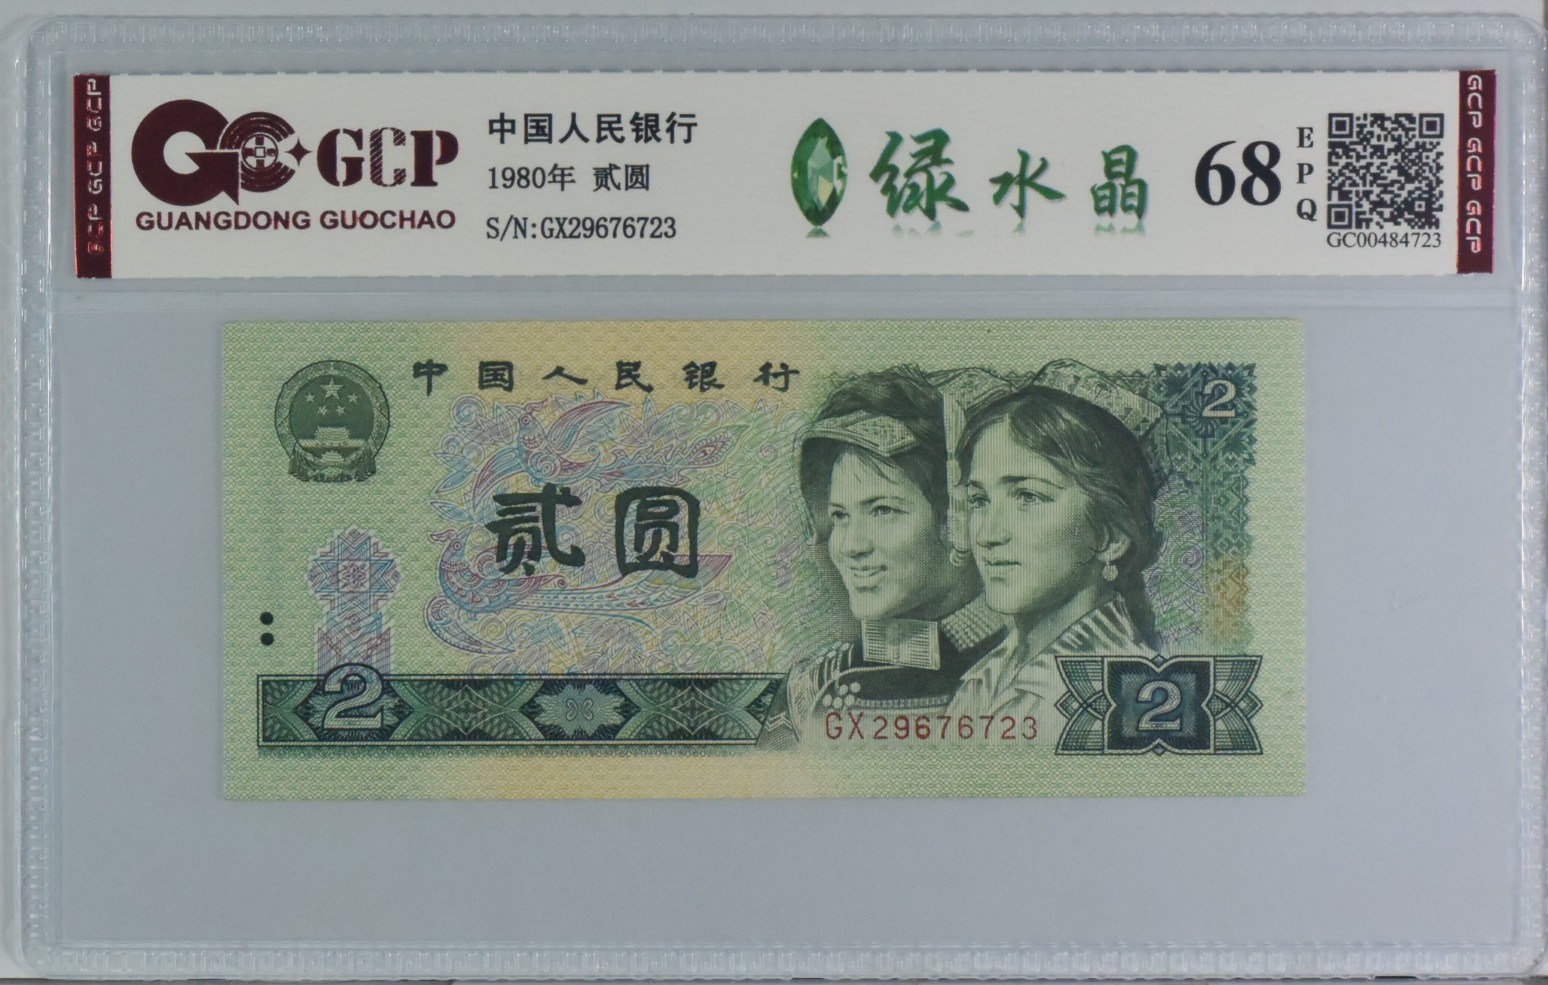 GCP
GUANGDONG GUOCHAO
中国人民银行
1980年 贰圆
S/N:GX29676723
绿水晶
68
EPQ
GC00484723
GCP GCP GCP
GCP GCP GCP
中国人民银行
2
贰圆
2
GX29676723
2